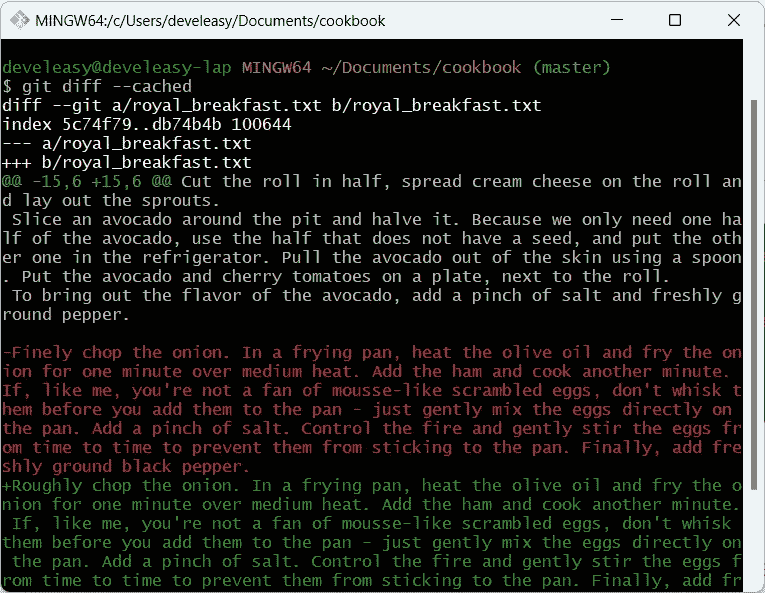 MINGW64:/c/Users/develeasy/Documents/cookbook
develeasy@develeasy-lap MINGW64 ~/Documents/cookbook (master)
$ git diff --cached
diff --git a/royal_breakfast.txt b/royal_breakfast.txt
index 5c74f79..db74b4b 100644
--- a/royal_breakfast.txt
+++ b/royal_breakfast.txt
@@ -15,6 +15,6 @@ Cut the roll in half, spread cream cheese on the roll an
d lay out the sprouts.
 Slice an avocado around the pit and halve it. Because we only need one ha
lf of the avocado, use the half that does not have a seed, and put the oth
er one in the refrigerator. Pull the avocado out of the skin using a spoon
. Put the avocado and cherry tomatoes on a plate, next to the roll.
 To bring out the flavor of the avocado, add a pinch of salt and freshly g
round pepper.
-Finely chop the onion. In a frying pan, heat the olive oil and fry the on
ion for one minute over medium heat. Add the ham and cook another minute.
If, like me, you're not a fan of mousse-like scrambled eggs, don't whisk t
hem before you add them to the pan - just gently mix the eggs directly on
the pan. Add a pinch of salt. Control the fire and gently stir the eggs fr
om time to time to prevent them from sticking to the pan. Finally, add fre
shly ground black pepper.
+Roughly chop the onion. In a frying pan, heat the olive oil and fry the o
nion for one minute over medium heat. Add the ham and cook another minute.
 If, like me, you're not a fan of mousse-like scrambled eggs, don't whisk
them before you add them to the pan - just gently mix the eggs directly on
 the pan. Add a pinch of salt. Control the fire and gently stir the eggs f
rom time to time to prevent them from sticking to the pan. Finally, add fr